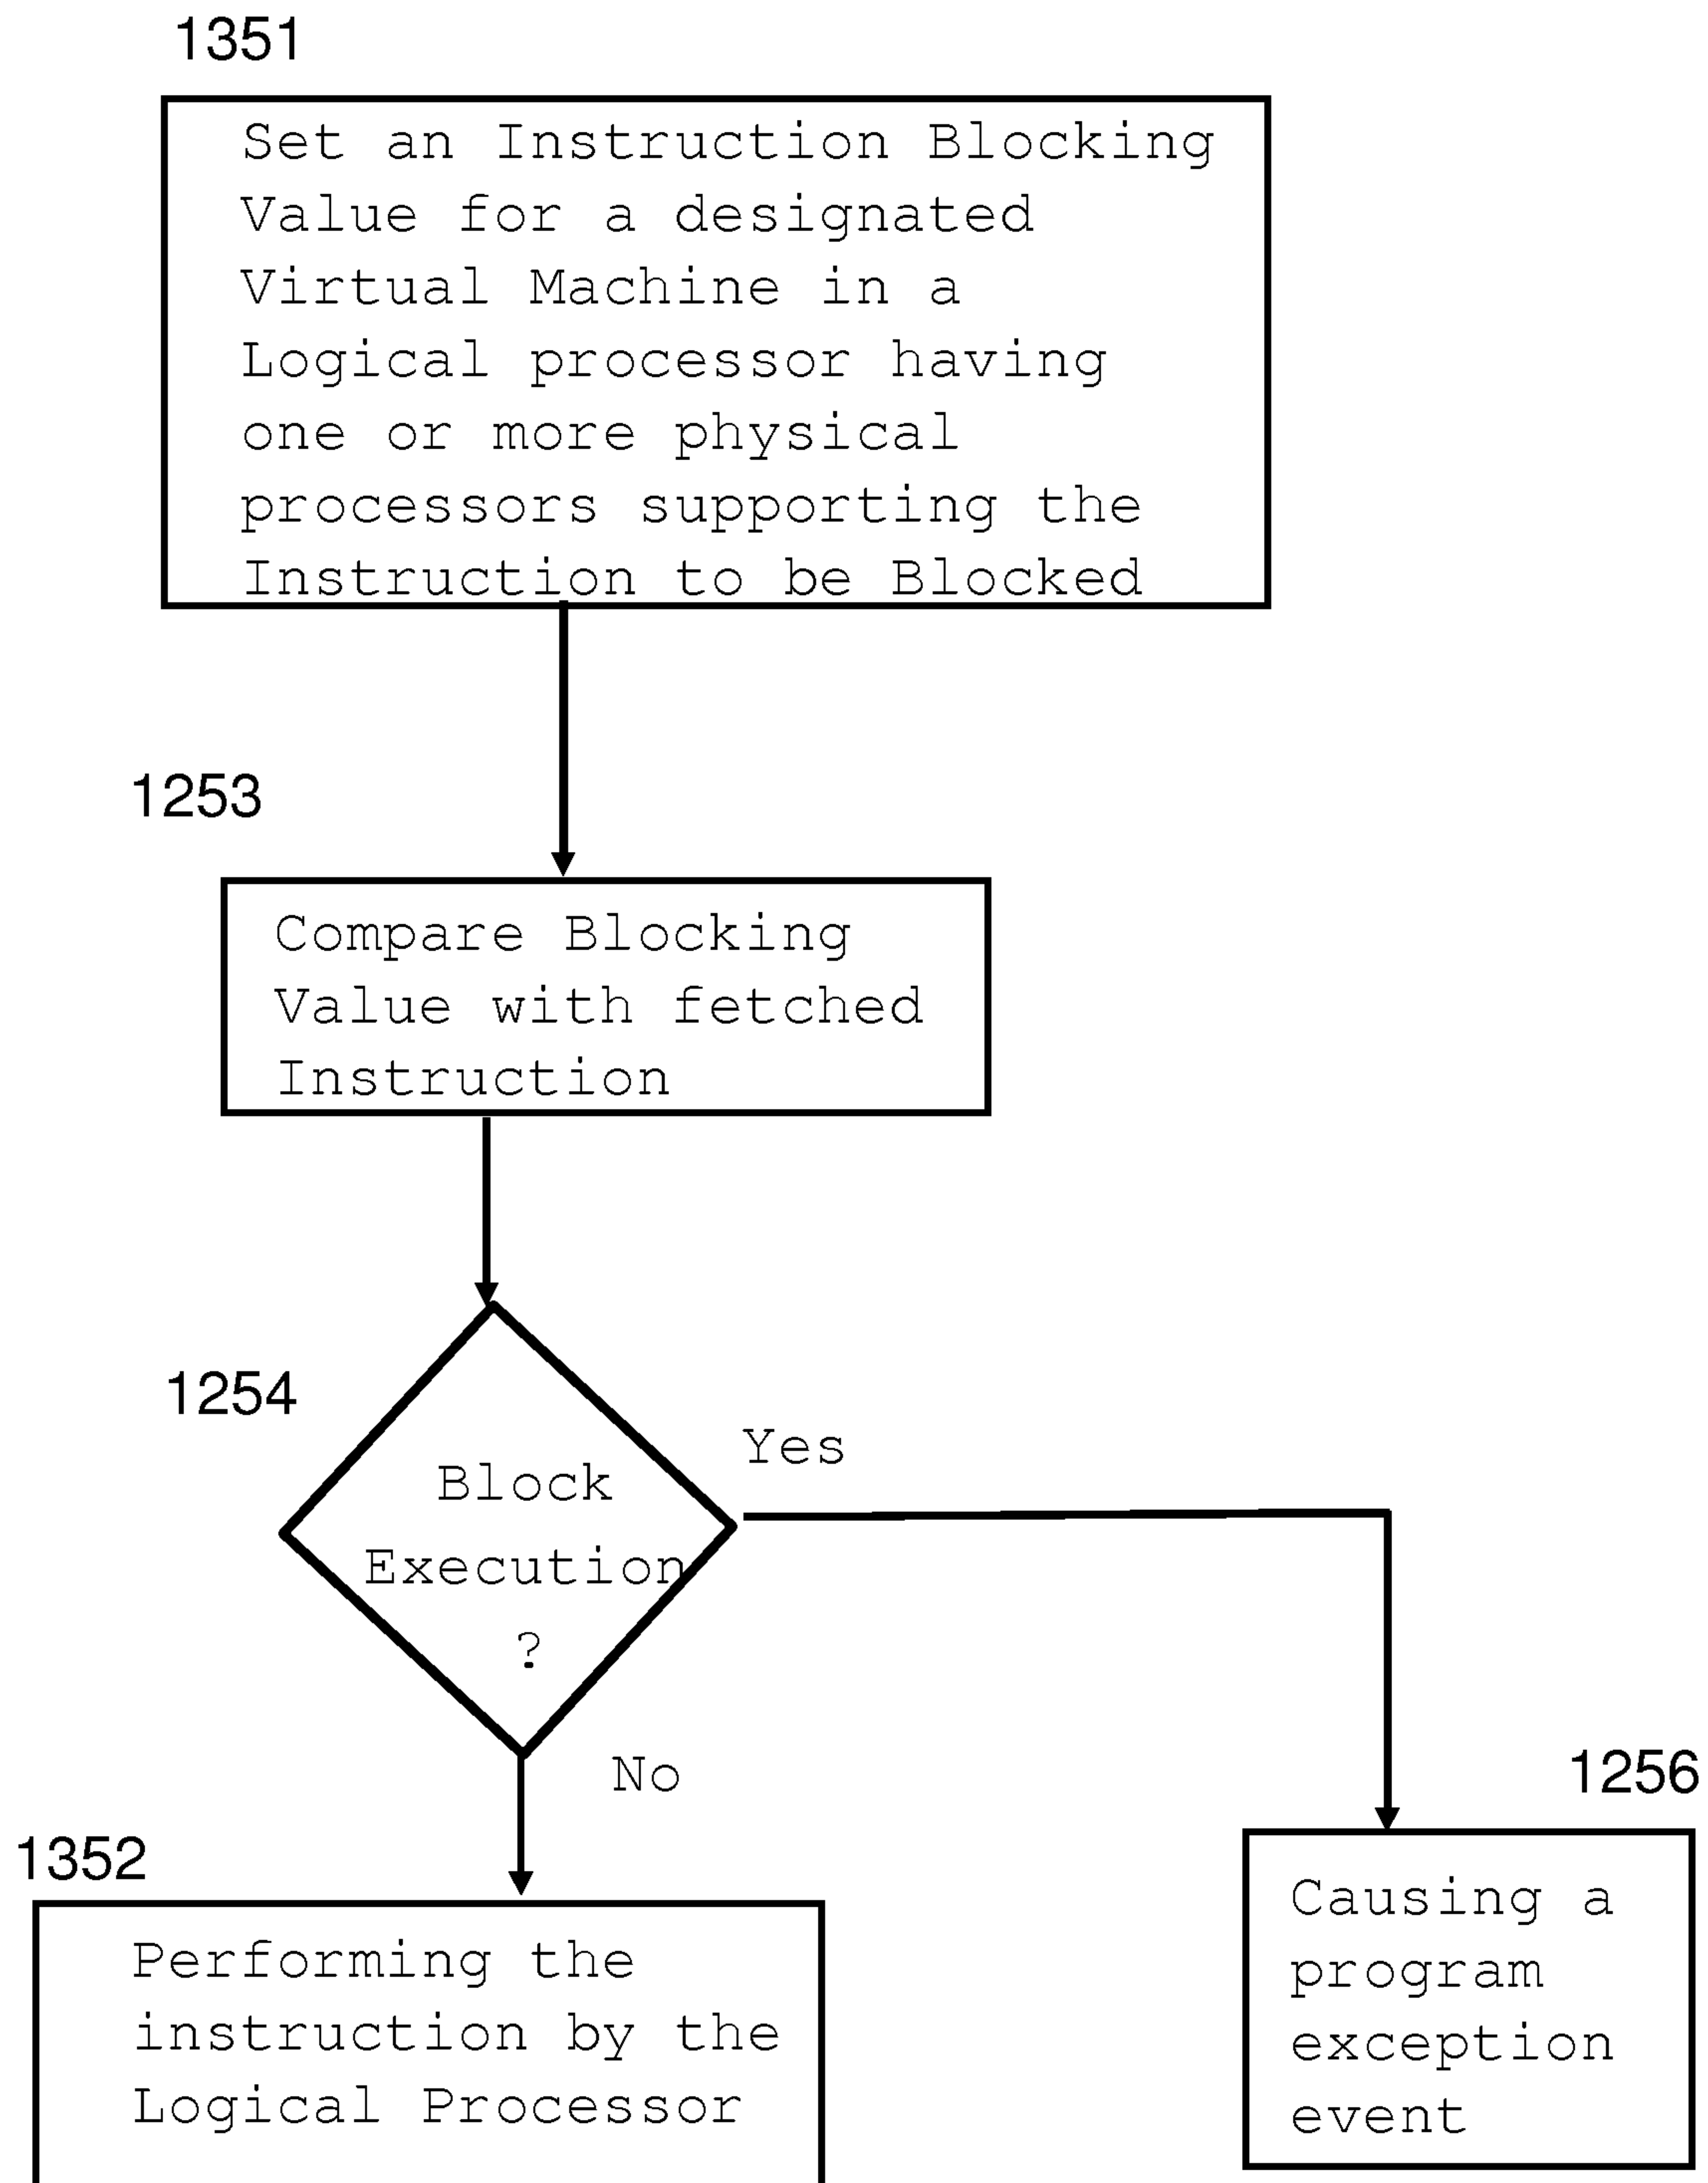 1351
Set an Instruction Blocking
Value for a designated
Virtual Machine in a
Logical processor having
one or more physical
processors supporting the
Instruction to be Blocked
1253
Compare Blocking
Value with fetched
Instruction
1254
Block
Execution
?
Yes
No
1256
Causing a
program
exception
event
1352
Performing the
instruction by the
Logical Processor